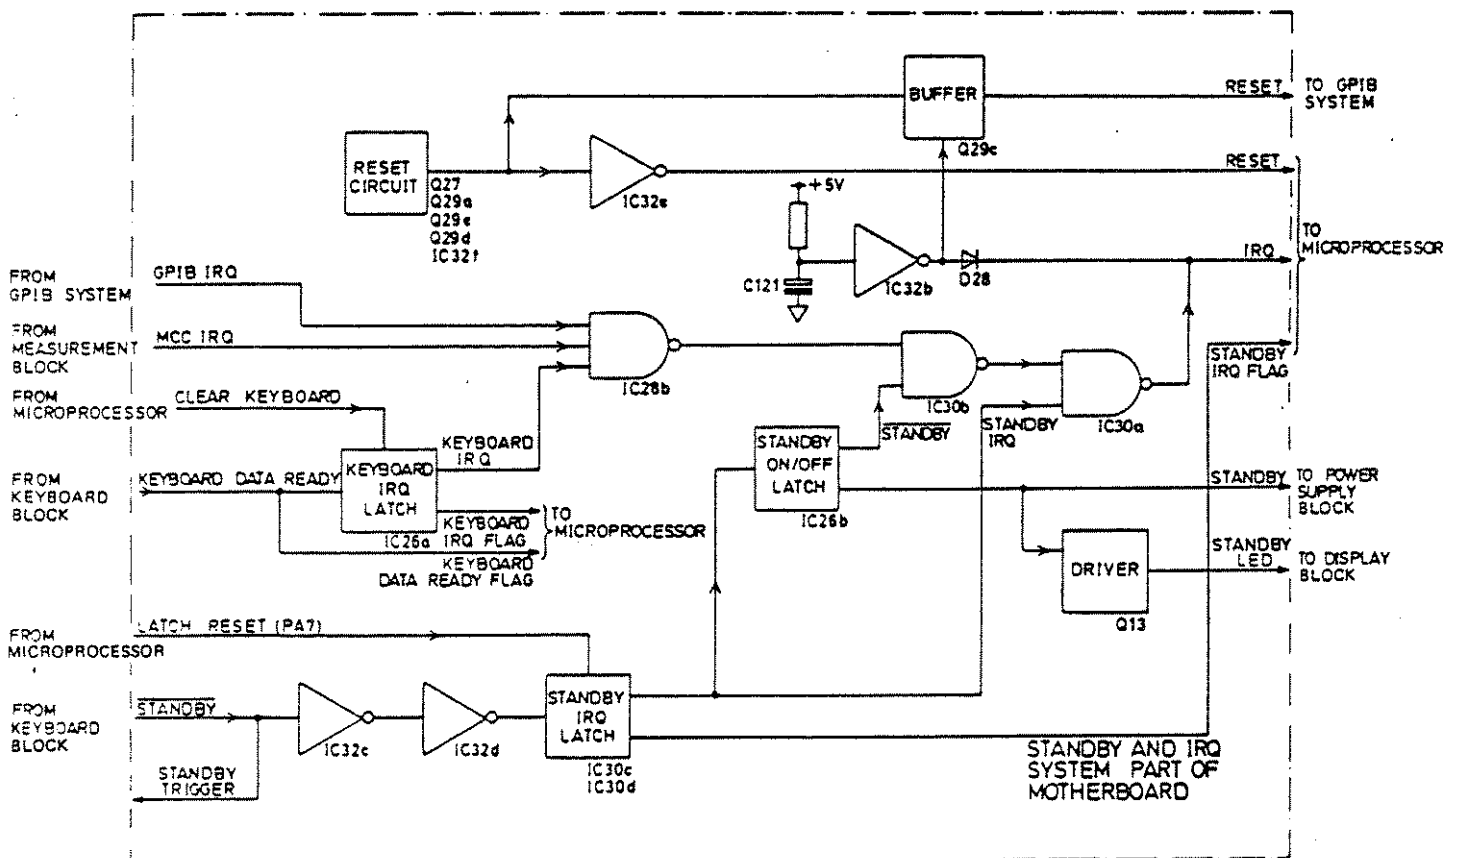 BUFFER
Q29c
RESET
TO GPIB
SYSTEM
RESET
CIRCUIT
Q27
Q29a
Q29e
Q29d
IC32f
IC32e
RESET
+5V
C121
IC32b
D28
IRQ
TO
MICROPROCESSOR
FROM
GPIB SYSTEM
GPIB IRQ
FROM
MEASUREMENT
BLOCK
MCC IRQ
IC28b
IC30b
IC30a
STANDBY
IRQ FLAG
FROM
MICROPROCESSOR
CLEAR KEYBOARD
STANDBY
STANDBY
IRQ
FROM
KEYBOARD
BLOCK
KEYBOARD DATA READY
KEYBOARD
IRQ
LATCH
IC26a
KEYBOARD
IRQ
KEYBOARD
IRQ FLAG
KEYBOARD
DATA READY FLAG
TO
MICROPROCESSOR
STANDBY
ON/OFF
LATCH
IC26b
STANDBY
TO POWER
SUPPLY
BLOCK
DRIVER
Q13
STANDBY
LED
TO DISPLAY
BLOCK
FROM
MICROPROCESSOR
LATCH RESET (PA7)
FROM
KEYBOARD
BLOCK
STANDBY
IC32c
IC32d
STANDBY
IRQ
LATCH
IC30c
IC30d
STANDBY
TRIGGER
STANDBY AND IRQ
SYSTEM PART OF
MOTHERBOARD